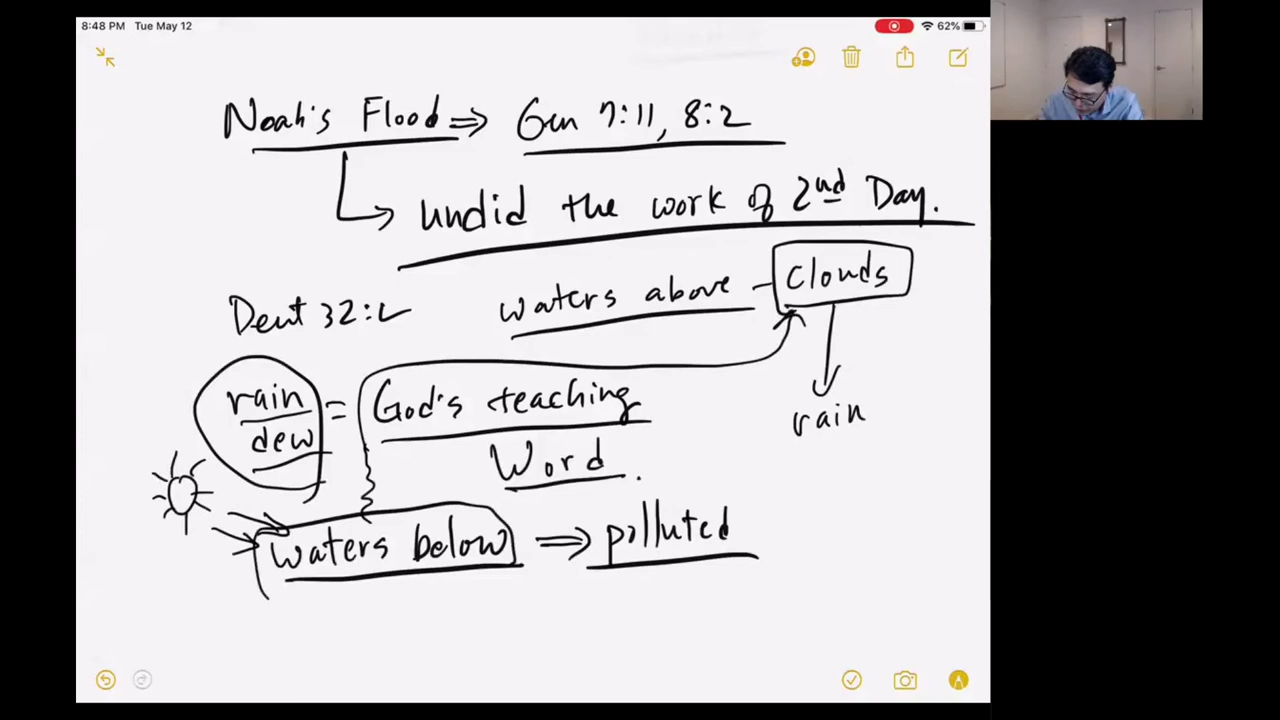 8:48 PM Tue May 12
62%
Noah's Flood ⇒ Gen 7:11, 8:2
undid the work of 2nd Day.
waters above - clouds
Deut 32:2
rain
rain = God's teaching
dew
Word.
waters below ⇒ polluted